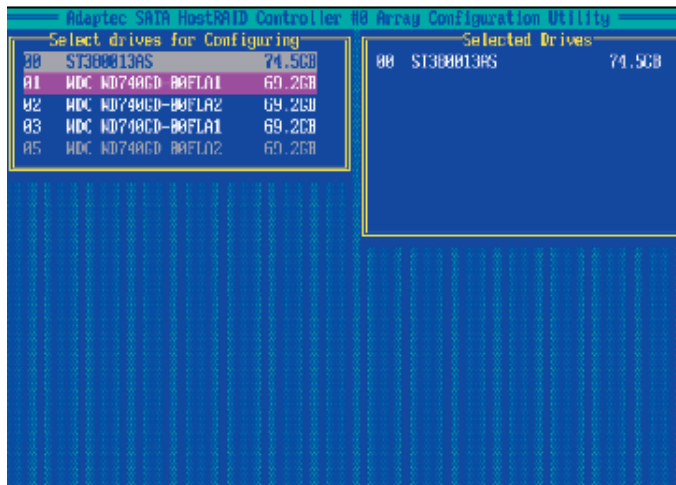 Adaptec SATA HostRAID Controller #0 Array Configuration Utility
Select drives for Configuring
00 ST380013AS 74.5GB
01 WDC WD740GD-00FLA1 69.2GB
02 WDC WD740GD-00FLA2 69.2GB
03 WDC WD740GD-00FLA1 69.2GB
05 WDC WD740GD-00FLA2 69.2GB
Selected Drives
00 ST380013AS 74.5GB